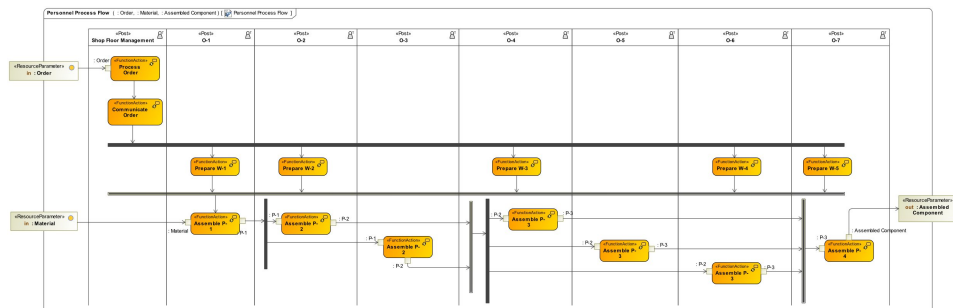 Personnel Process Flow ( : Order, : Material, : Assembled Component ) [ Personnel Process Flow ]
«Post»
Shop Floor Management
«Post»
O-1
«Post»
O-2
«Post»
O-3
«Post»
O-4
«Post»
O-5
«Post»
O-6
«Post»
O-7
«ResourceParameter»
in : Order
: Order
«FunctionAction»
Process
Order
«FunctionAction»
Communicate
Order
«FunctionAction»
Prepare W-1
«FunctionAction»
Prepare W-2
«FunctionAction»
Prepare W-3
«FunctionAction»
Prepare W-4
«FunctionAction»
Prepare W-5
«ResourceParameter»
in : Material
: Material
«FunctionAction»
Assemble P-
1
: P-1
: P-1
«FunctionAction»
Assemble P-
2
: P-2
: P-1
«FunctionAction»
Assemble P-
2
: P-2
: P-2
«FunctionAction»
Assemble P-
3
: P-3
: P-2
«FunctionAction»
Assemble P-
3
: P-3
: P-2
«FunctionAction»
Assemble P-
3
: P-3
: P-3
«FunctionAction»
Assemble P-
4
: Assembled Component
«ResourceParameter»
out : Assembled
Component